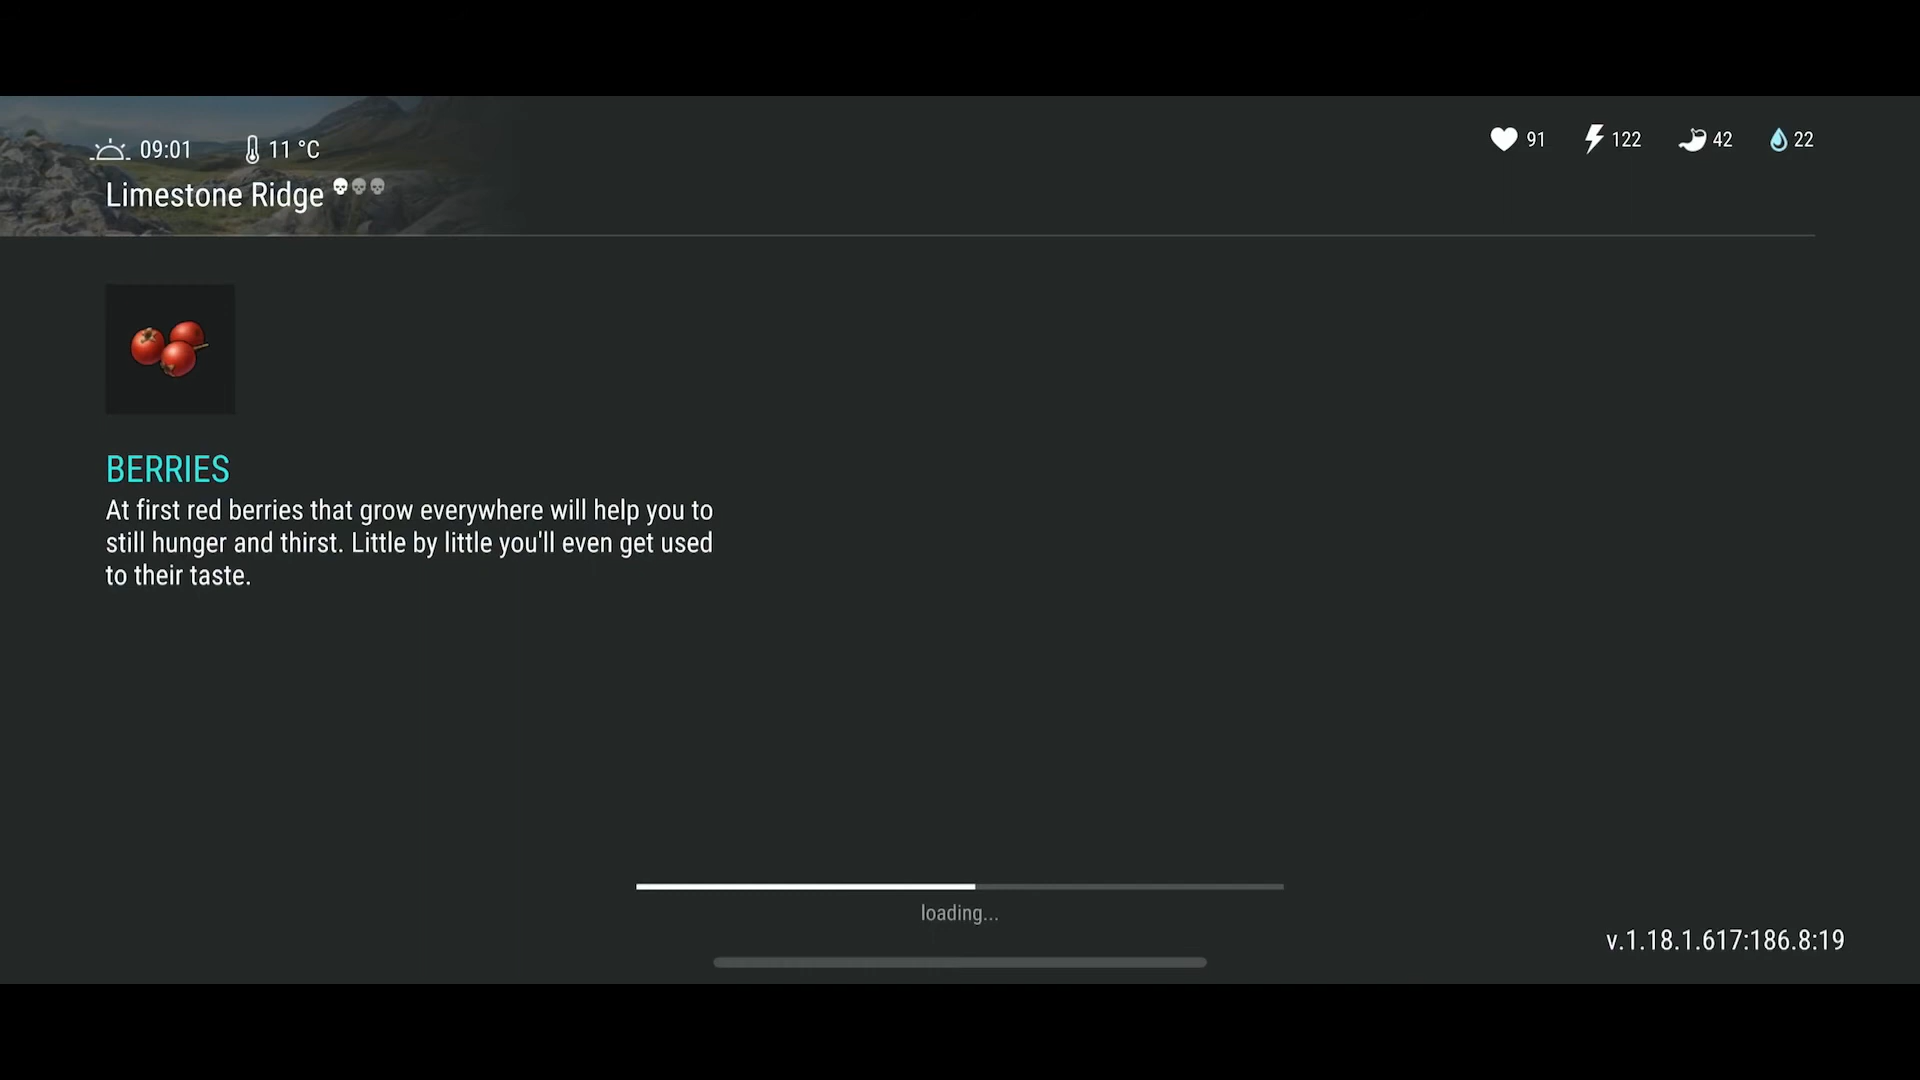 09:01 11 °C
91 122 42 22
Limestone Ridge
BERRIES
At first red berries that grow everywhere will help you to
still hunger and thirst. Little by little you'll even get used
to their taste.
loading...
v.1.18.1.617:186.8:19